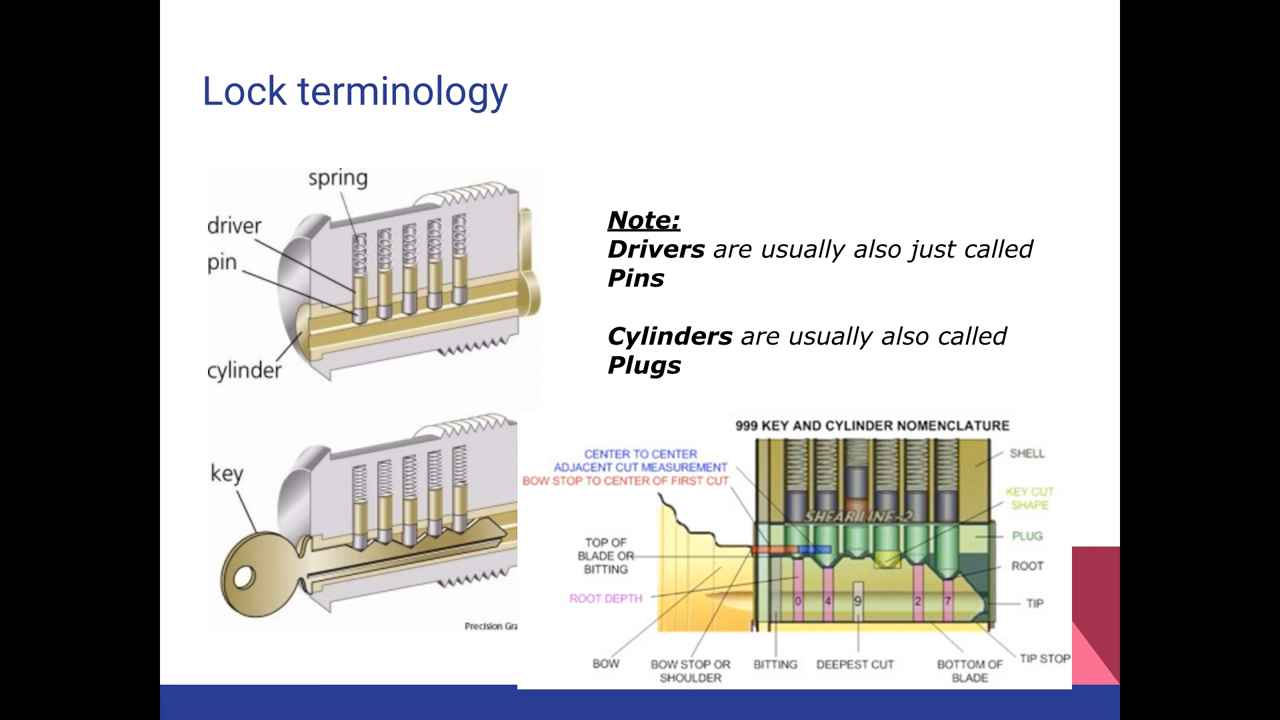 Lock terminology
spring
driver
pin
cylinder
Note:
Drivers are usually also just called
Pins
Cylinders are usually also called
Plugs
key
Precision Gra
999 KEY AND CYLINDER NOMENCLATURE
CENTER TO CENTER
ADJACENT CUT MEASUREMENT
BOW STOP TO CENTER OF FIRST CUT
SHELL
KEY CUT
SHAPE
SHEAR LINE~2
PLUG
TOP OF
BLADE OR
BITTING
ROOT
ROOT DEPTH
0 4 9 2 7
TIP
BOW
BOW STOP OR
SHOULDER
BITTING
DEEPEST CUT
BOTTOM OF
BLADE
TIP STOP